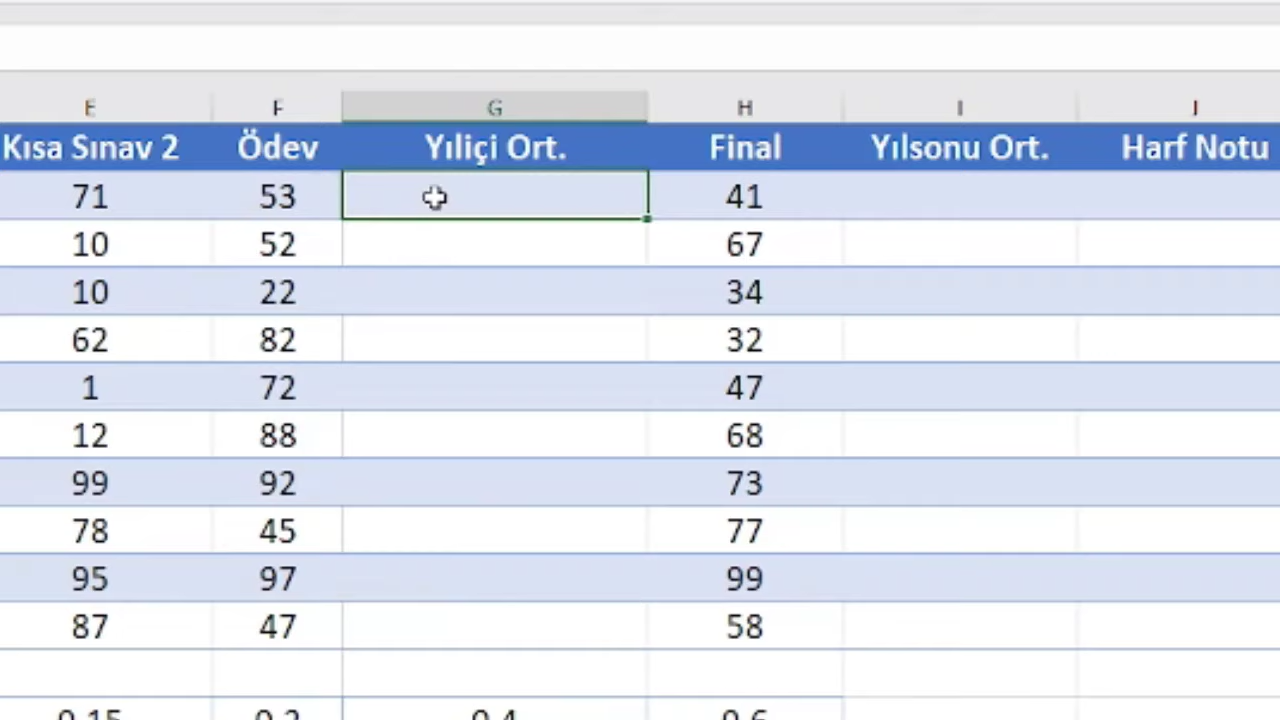 E F G H I J
Kısa Sınav 2 Ödev Yıliçi Ort. Final Yılsonu Ort. Harf Notu
71 53 41
10 52 67
10 22 34
62 82 32
1 72 47
12 88 68
99 92 73
78 45 77
95 97 99
87 47 58
0.15 0.2 0.4 0.6